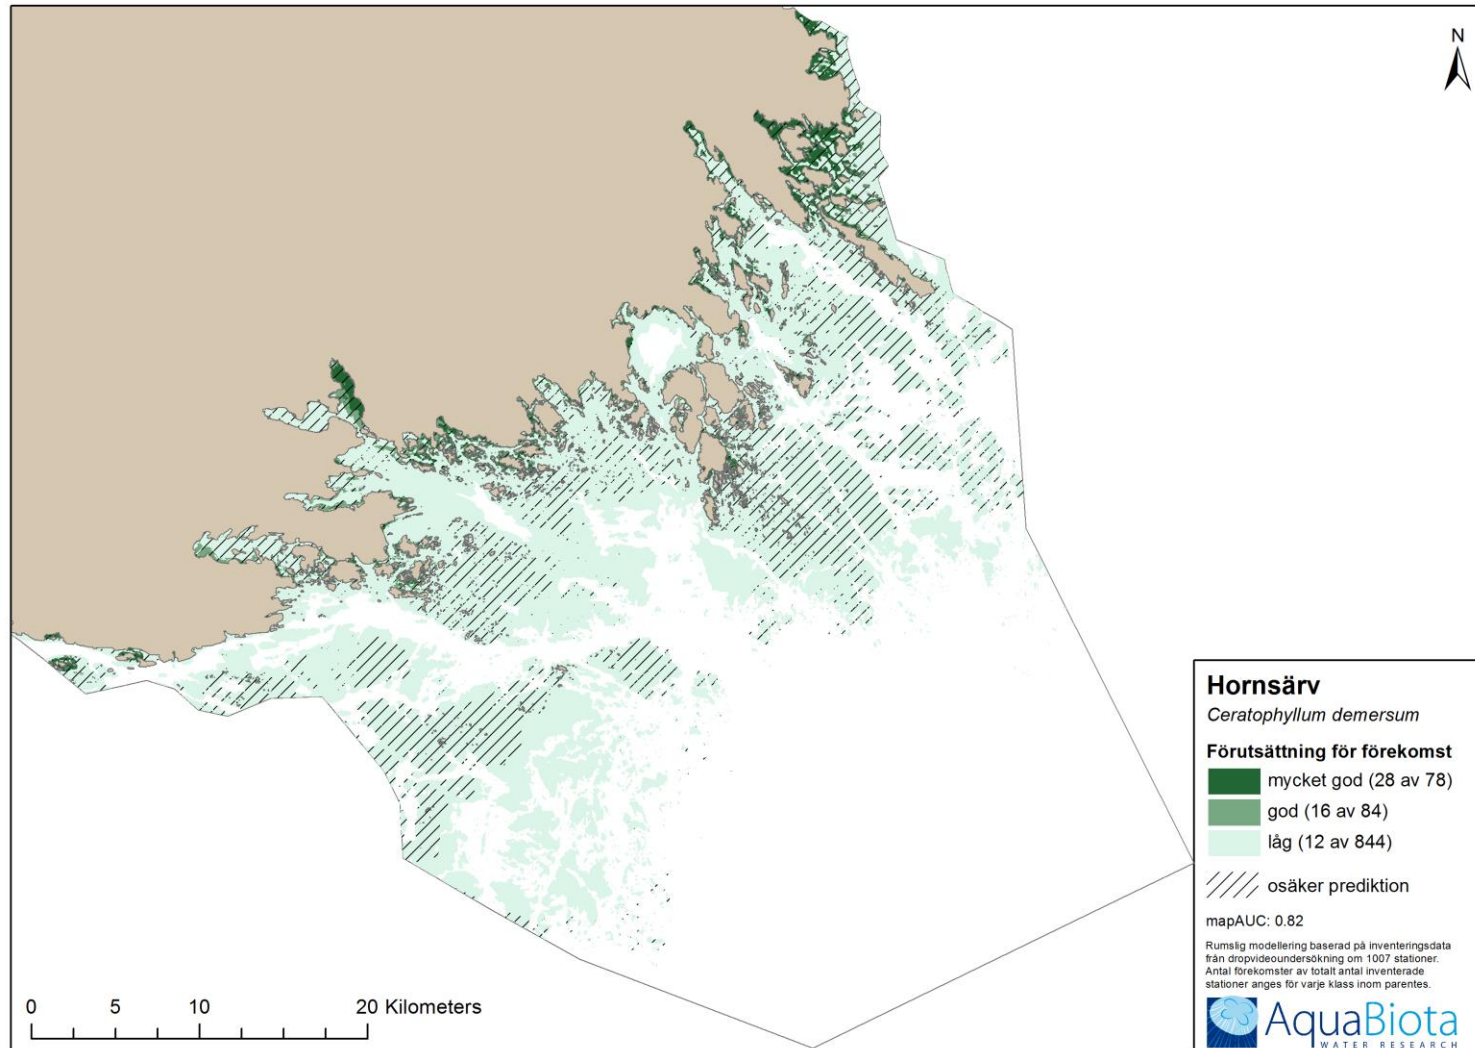 N
Hornsärv
Ceratophyllum demersum
Förutsättning för förekomst
mycket god (28 av 78)
god (16 av 84)
låg (12 av 844)
osäker prediktion
mapAUC: 0.82
Rumslig modellering baserad på inventeringsdata
från dropvideoundersökning om 1007 stationer.
Antal förekomster av totalt antal inventerade
stationer anges för varje klass inom parentes.
AquaBiota
WATER RESEARCH
0 5 10 20 Kilometers